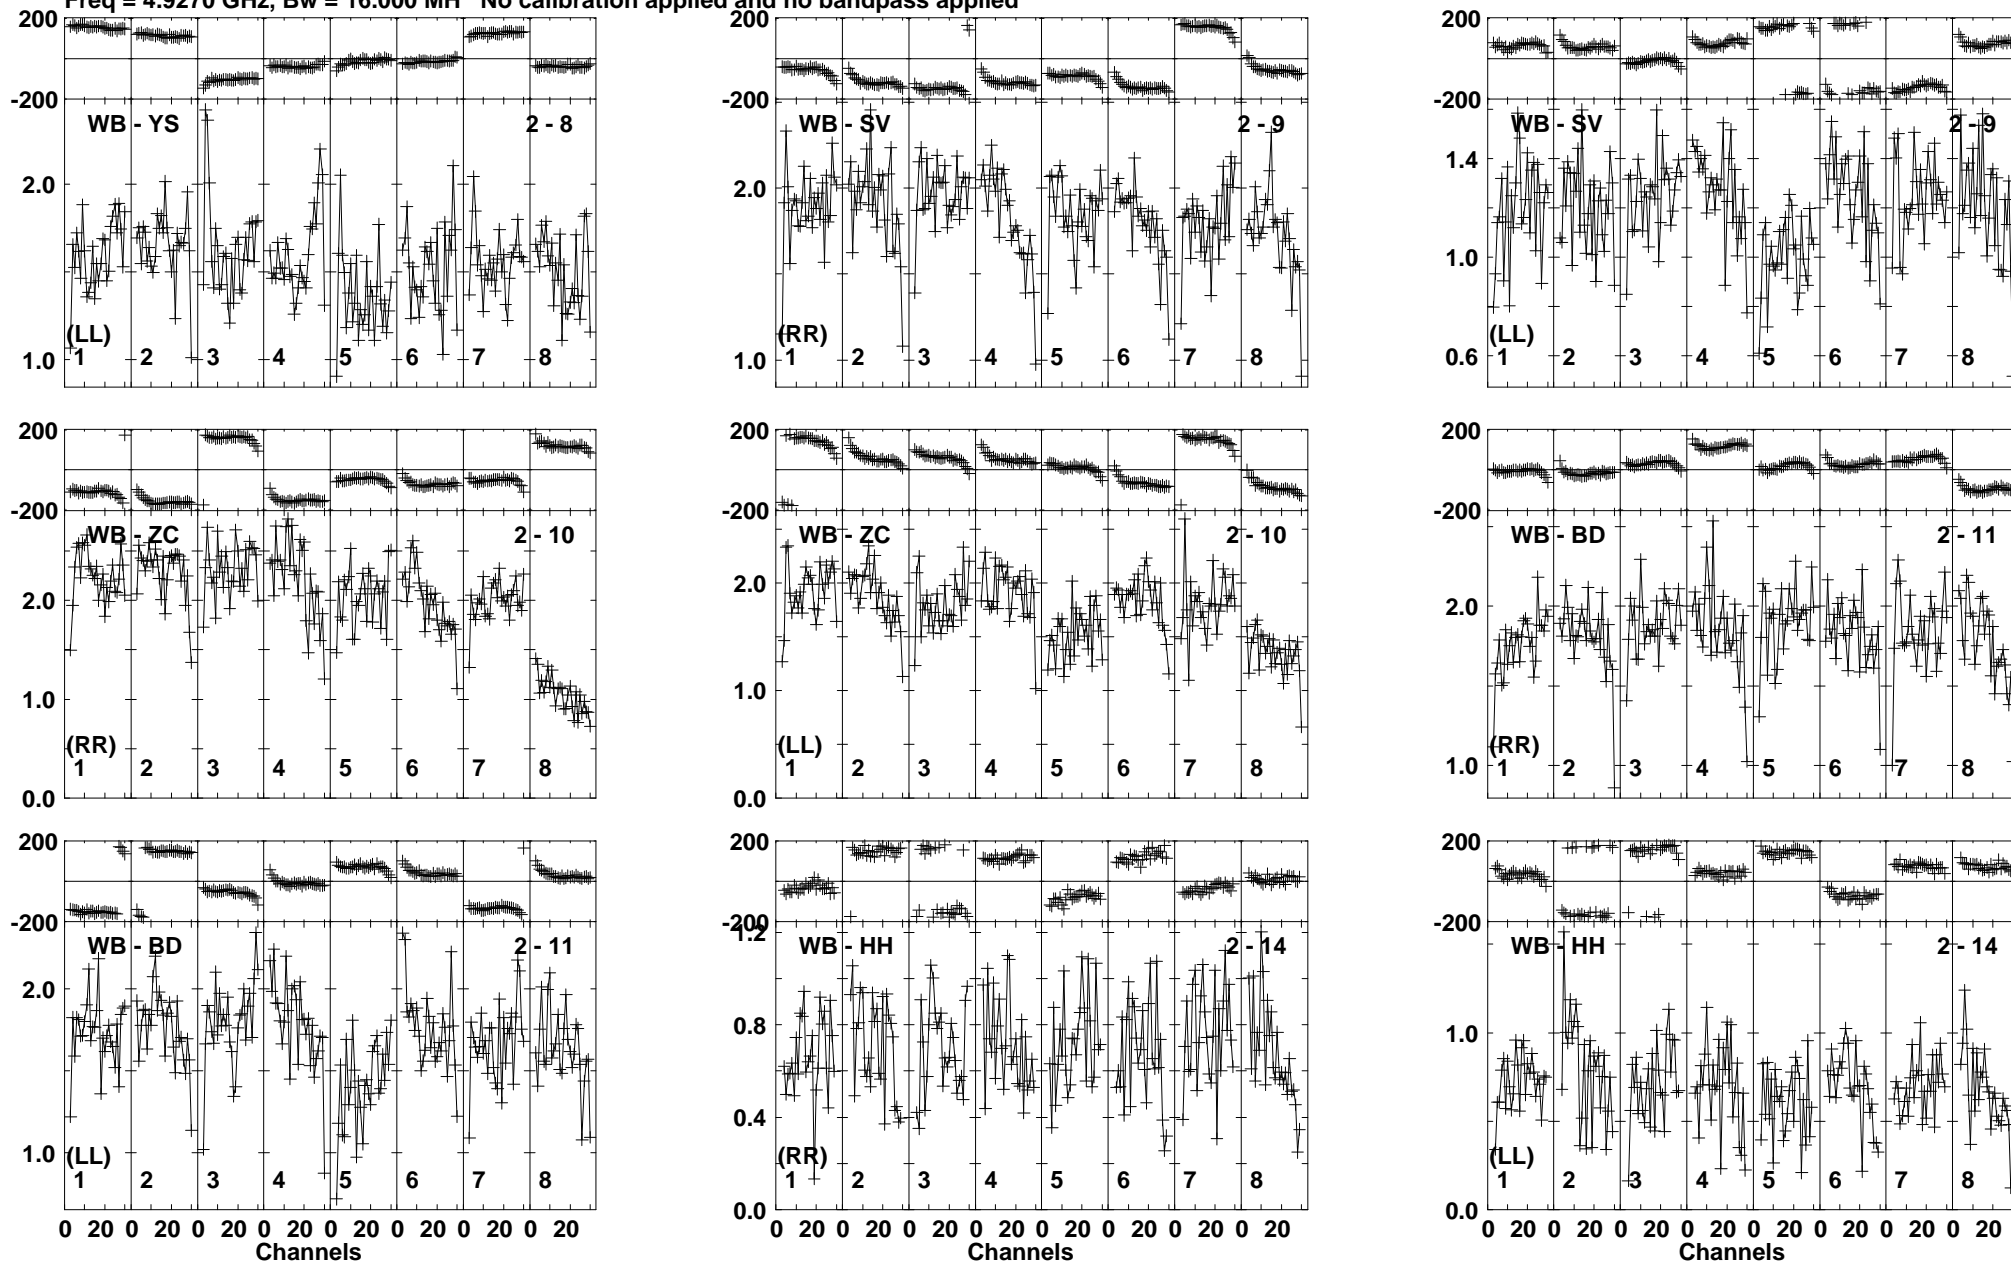 Freq = 4.9270 GHz, Bw = 16.000 MH No calibration applied and no bandpass applied
200 200 200
-200 -200 -200
WB - YS 2 - 8 WB - SV 2 - 9 WB - SV 2 - 9
2.0 2.0 1.4
1.0
(LL) (RR) (LL)
1.0 1.0 0.6
1 2 3 4 5 6 7 8 1 2 3 4 5 6 7 8 1 2 3 4 5 6 7 8
200 200 200
-200 -200 -200
WB - ZC 2 - 10 WB - ZC 2 - 10 WB - BD 2 - 11
2.0 2.0 2.0
1.0 1.0
(RR) (LL) (RR)
1 2 3 4 5 6 7 8 1 2 3 4 5 6 7 8 1.0 1 2 3 4 5 6 7 8
0.0 0.0
200 200 200
-200 -200 -200
1.2
WB - BD 2 - 11 WB - HH 2 - 14 WB - HH 2 - 14
2.0 0.8 1.0
0.4
1.0 (LL) (RR) (LL)
1 2 3 4 5 6 7 8 1 2 3 4 5 6 7 8 1 2 3 4 5 6 7 8
0.0 0.0
0 20 0 20 0 20 0 20 0 20 0 20 0 20 0 20 0 20 0 20 0 20 0 20 0 20 0 20 0 20 0 20 0 20 0 20 0 20 0 20 0 20 0 20 0 20 0 20
Channels Channels Channels